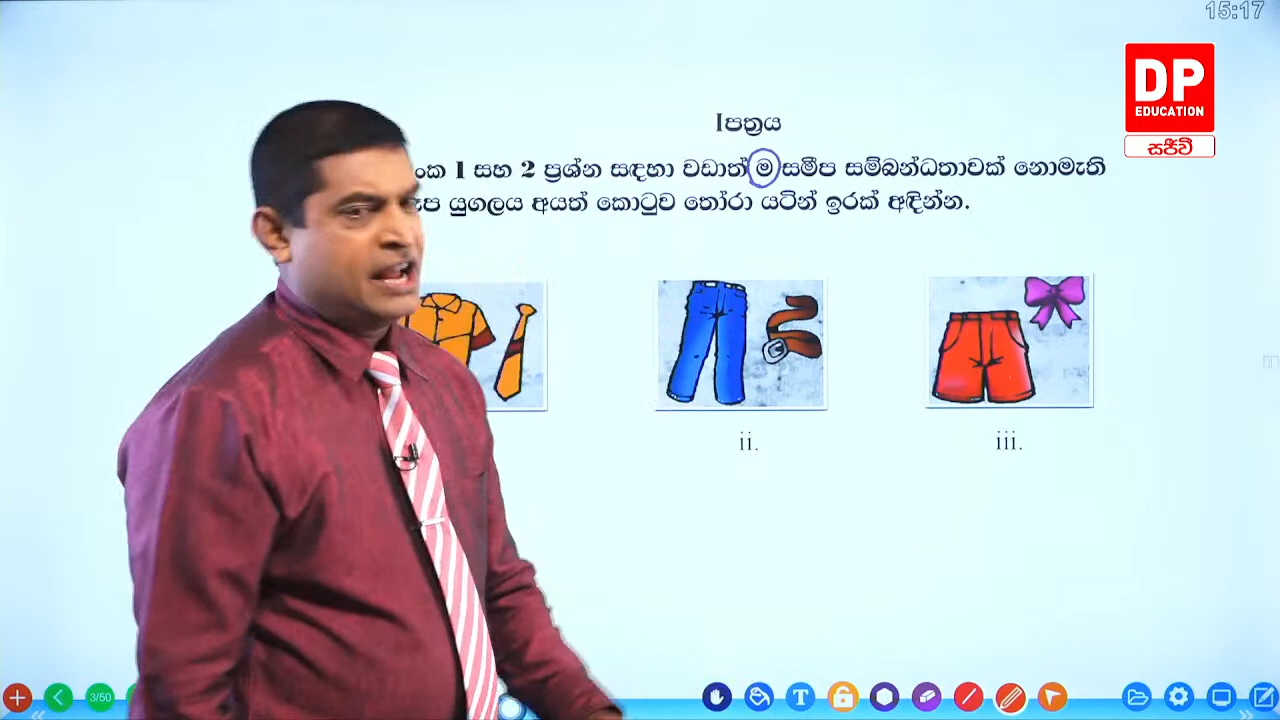 15:17
DP
EDUCATION
සජීවී
I පත්‍රය
ංක 1 සහ 2 ප්‍රශ්න සඳහා වඩාත් ම සමීප සම්බන්ධතාවක් නොමැති
යුගලය අයත් කොටුව තෝරා යටින් ඉරක් අඳින්න.
ii.
iii.
3/50
T